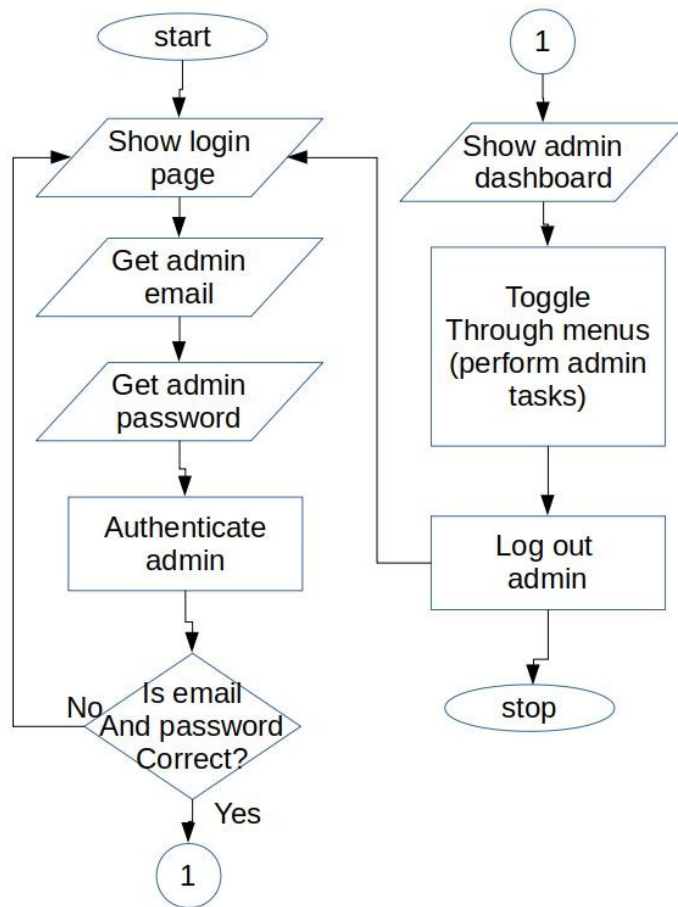 start
Show login
page
Get admin
email
Get admin
password
Authenticate
admin
Is email
And password
Correct?
No
Yes
1
1
Show admin
dashboard
Toggle
Through menus
(perform admin
tasks)
Log out
admin
stop